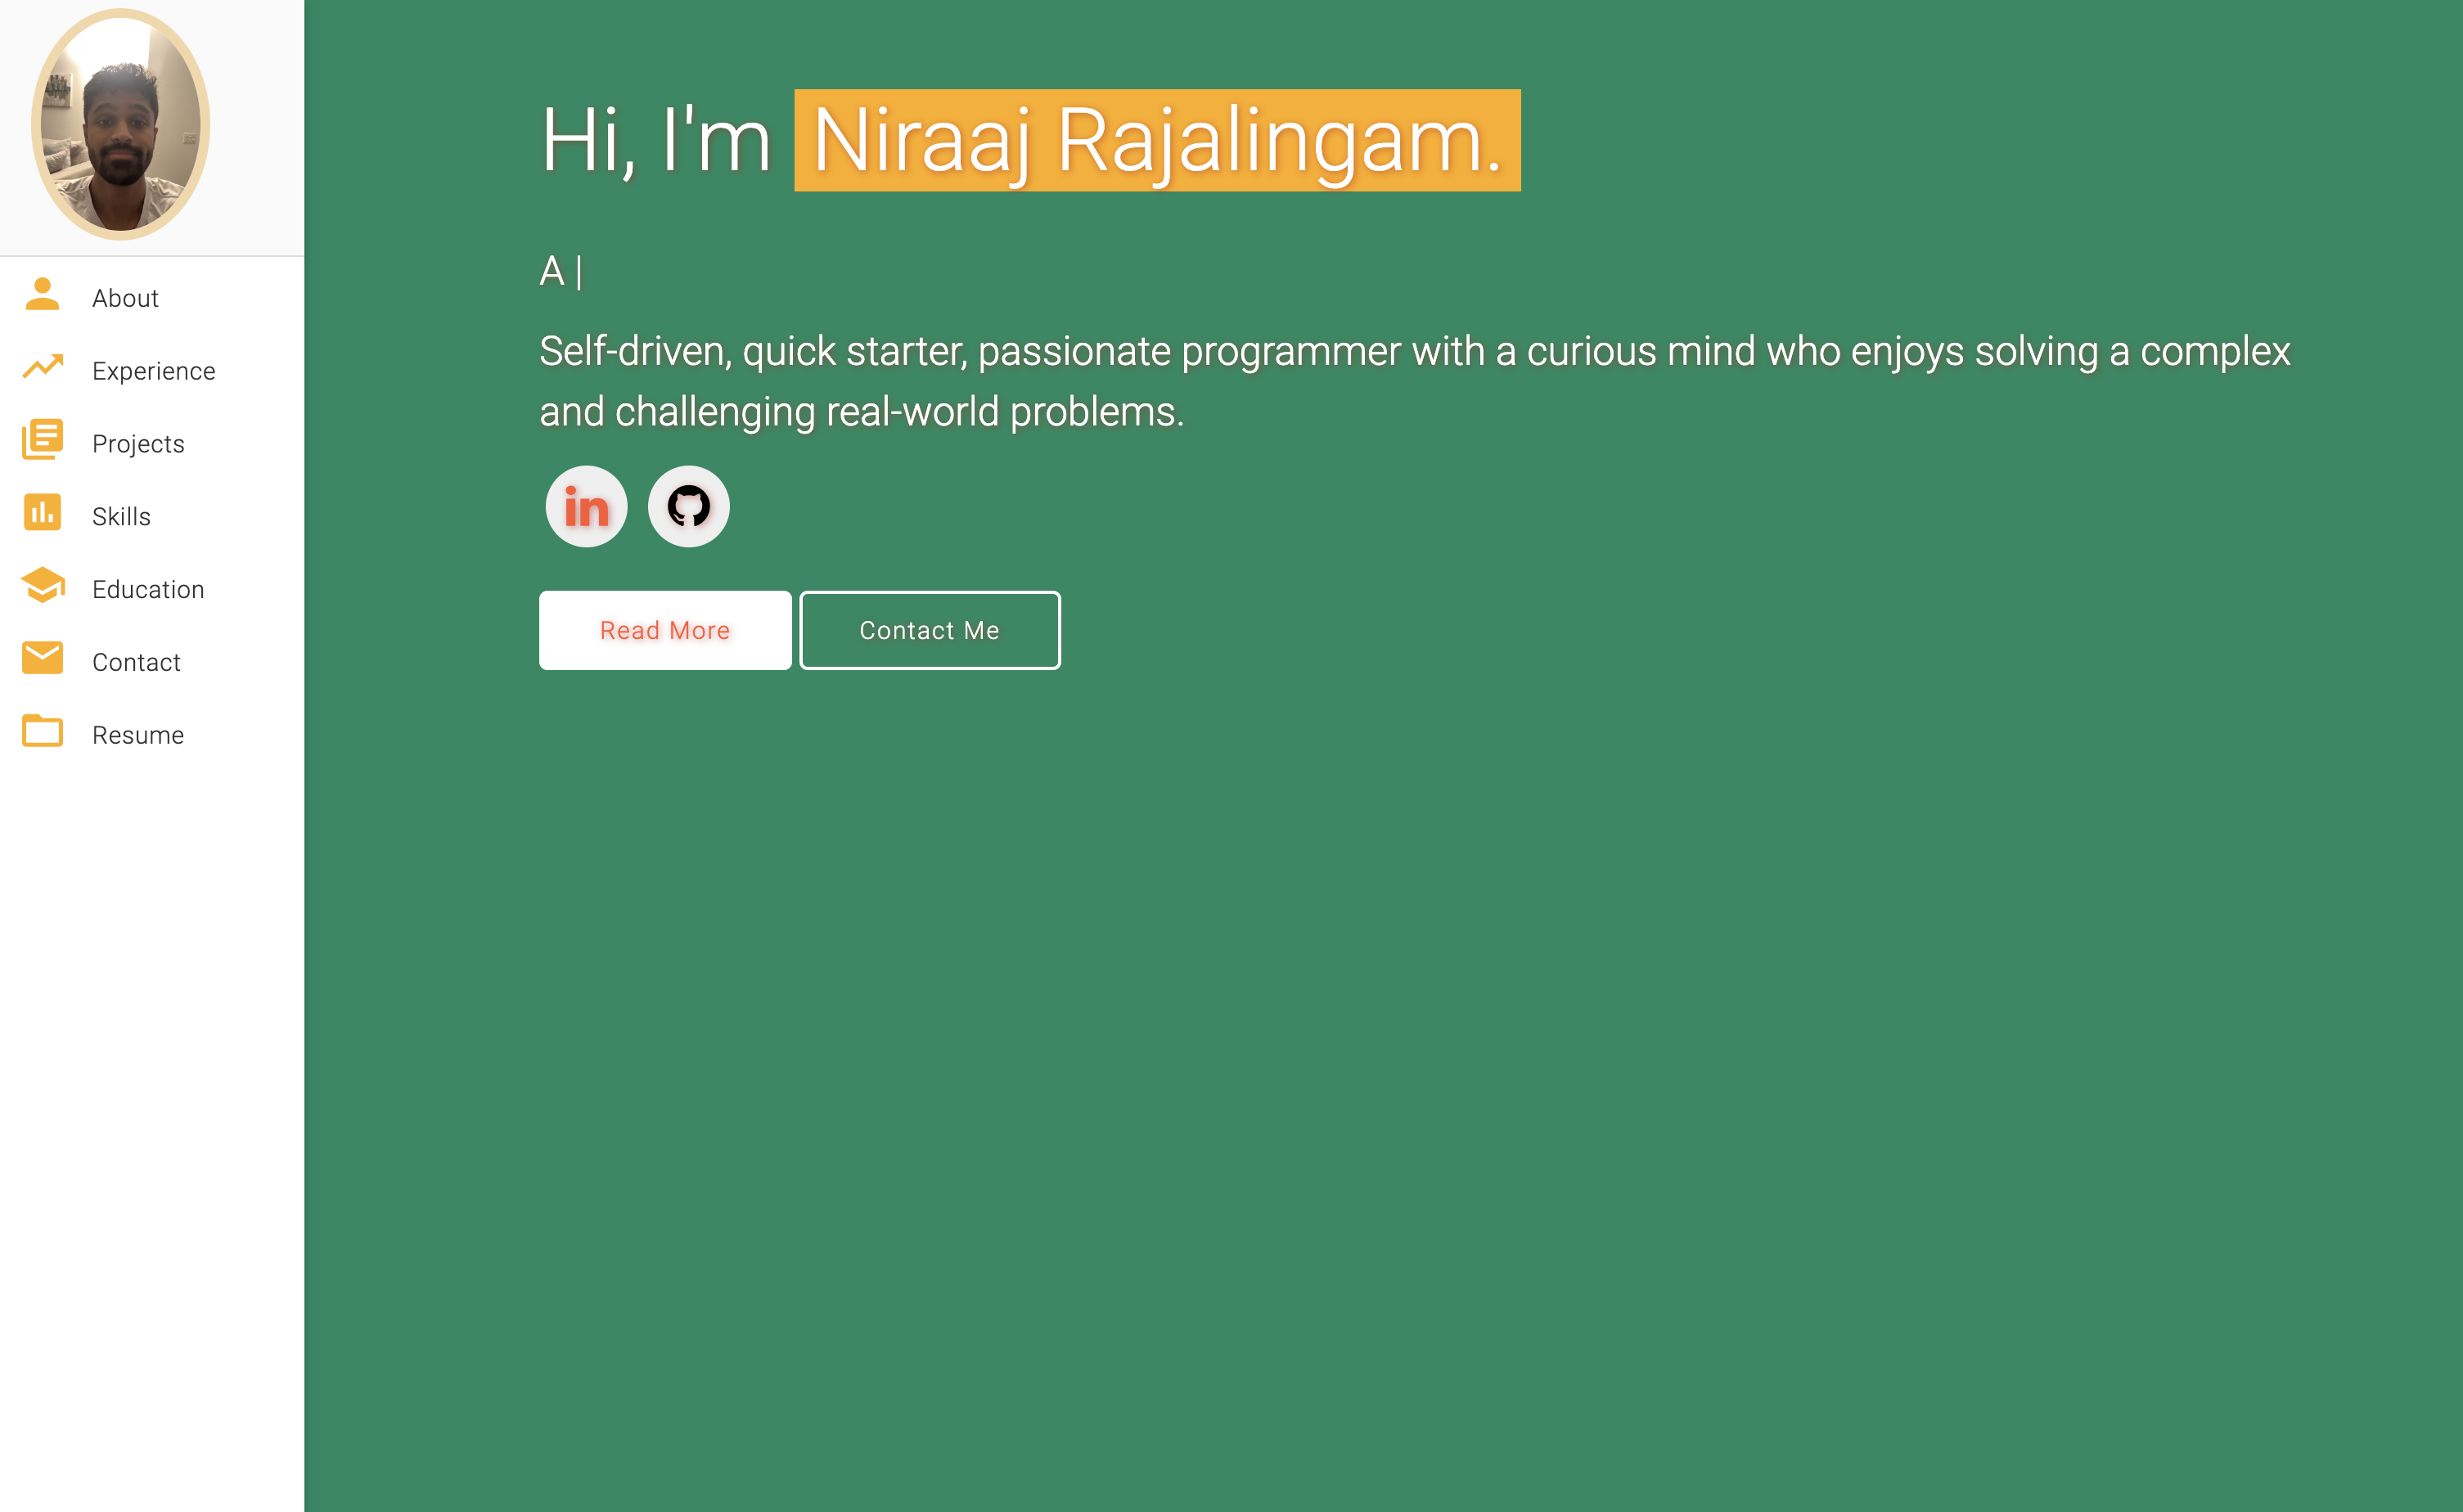 Hi, I'm Niraaj Rajalingam.
A |
Self-driven, quick starter, passionate programmer with a curious mind who enjoys solving a complex
and challenging real-world problems.
in
Read More
Contact Me
About
Experience
Projects
Skills
Education
Contact
Resume